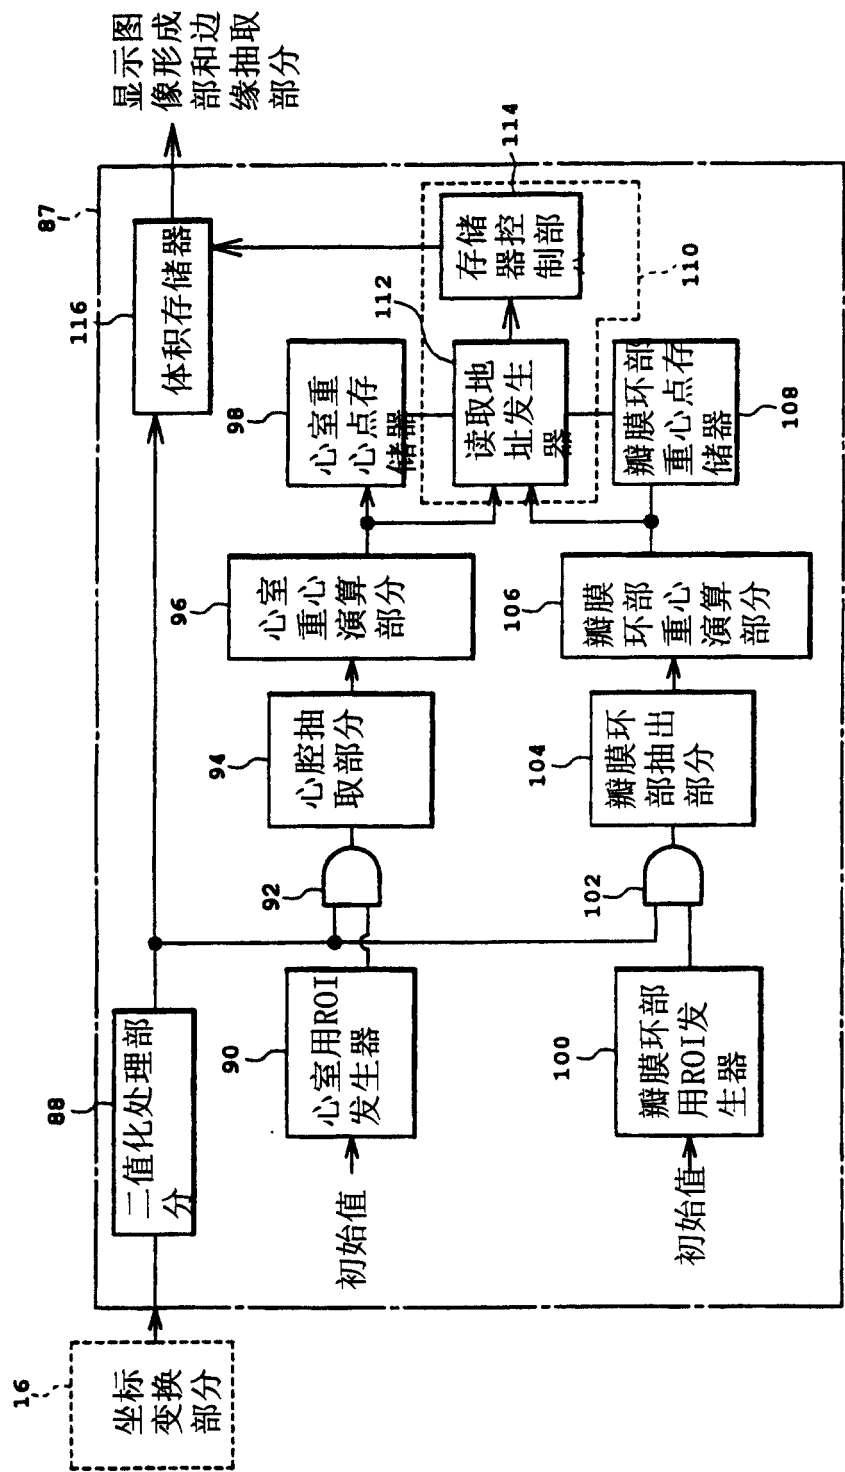 16
坐标
变换
部分
87
88
二值化处理部
分
初始值
90
心室用ROI
发生器
92
94
心腔抽
取部分
96
心室
重心
演算
部分
98
心室重
心点存
储器
初始值
100
瓣膜环部
用ROI发
生器
102
104
瓣膜环
部抽出
部分
106
瓣膜
环部
重心
演算
部分
108
瓣膜环部
重心点存
储器
110
112
读取地
址发生
器
114
存储
器控
制部
116
体积存储器
显示图
像形成
部和边
缘抽取
部分